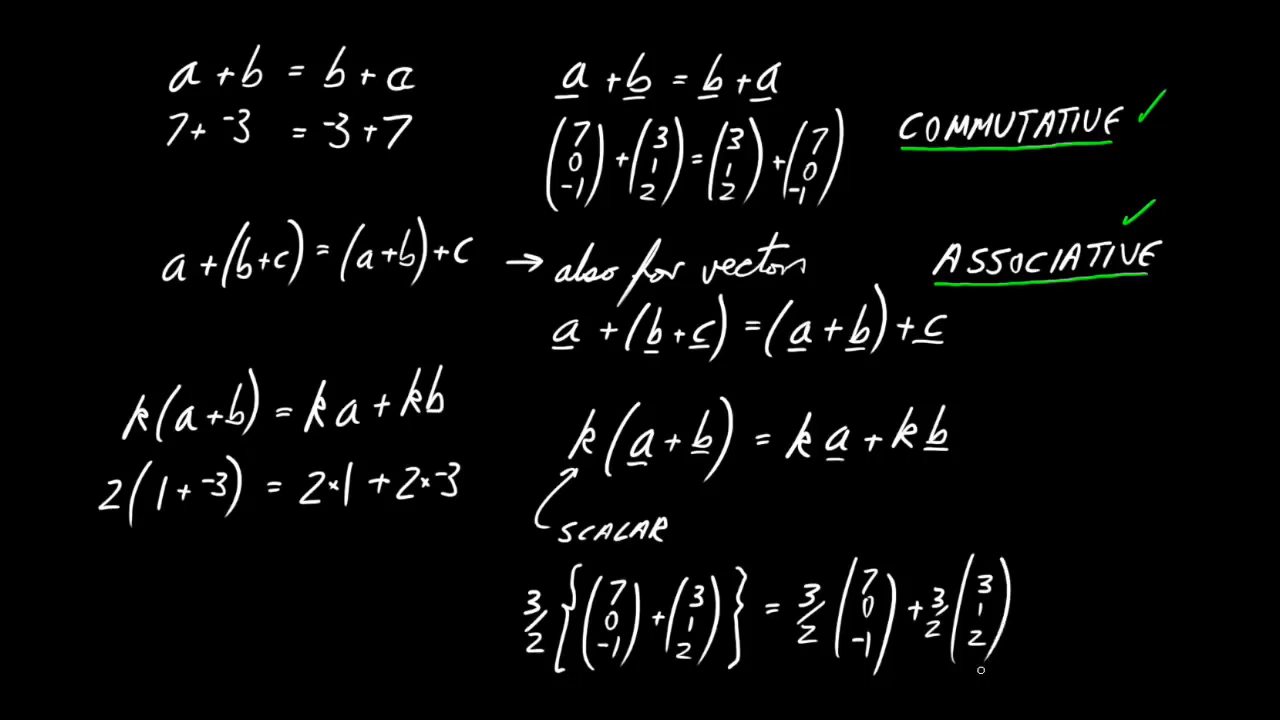 a + b = b + a
7 + -3 = -3 + 7
a + b = b + a
(7 0 -1) + (3 1 2) = (3 1 2) + (7 0 -1)
COMMUTATIVE ✓
a + (b + c) = (a + b) + c → also for vectors
a + (b + c) = (a + b) + c
ASSOCIATIVE ✓
k(a + b) = ka + kb
2(1 + -3) = 2×1 + 2×-3
k(a + b) = ka + kb
SCALAR
3/2 {(7 0 -1) + (3 1 2)} = 3/2 (7 0 -1) + 3/2 (3 1 2)